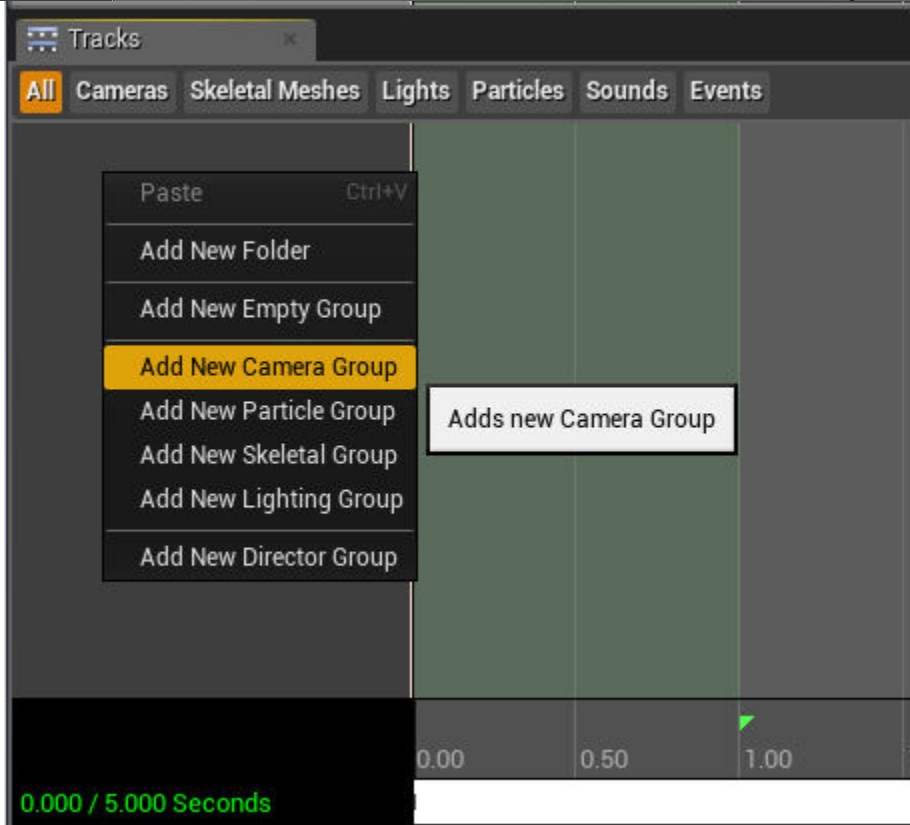 Tracks
All Cameras Skeletal Meshes Lights Particles Sounds Events
Paste Ctrl+V
Add New Folder
Add New Empty Group
Add New Camera Group
Adds new Camera Group
Add New Particle Group
Add New Skeletal Group
Add New Lighting Group
Add New Director Group
0.00 0.50 1.00
0.000 / 5.000 Seconds